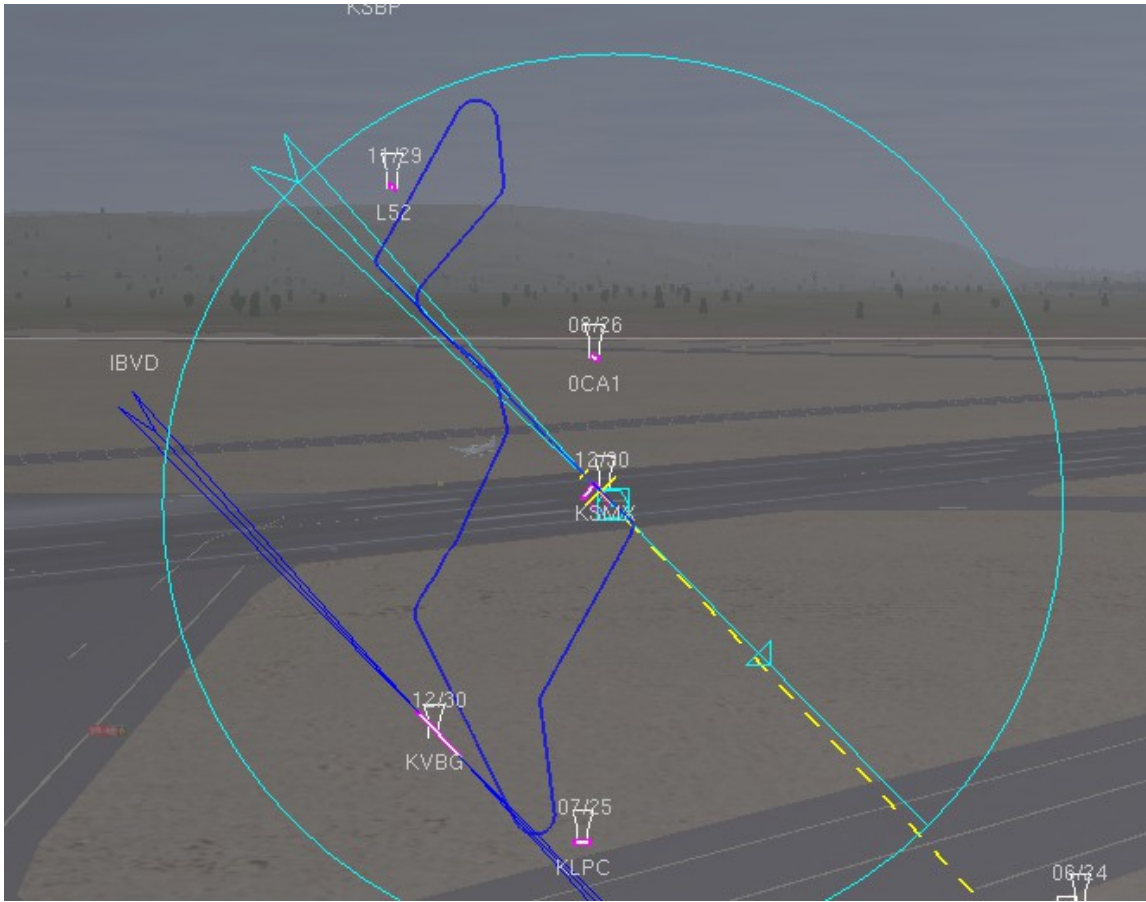 KSBP
11/29
L52
08/26
0CA1
IBVD
12/30
KSMX
12/30
KVBG
07/25
KLPC
06/24